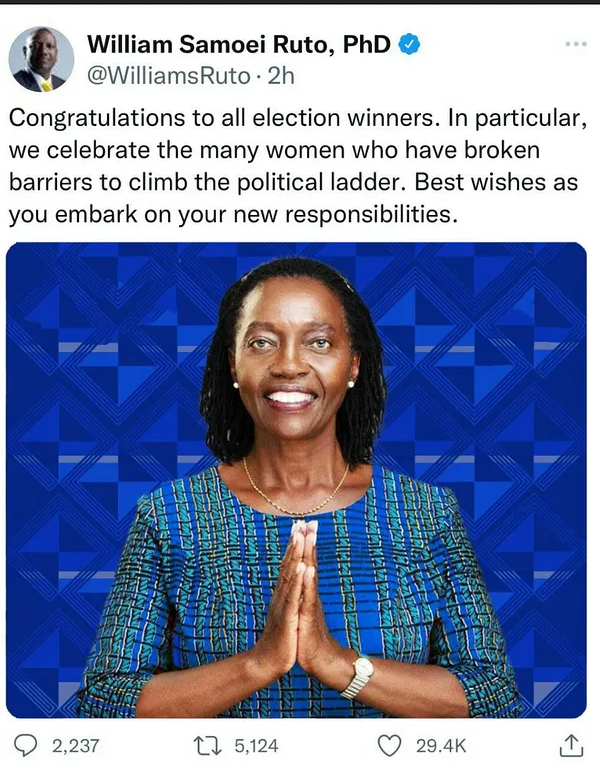 William Samoei Ruto, PhD
@WilliamsRuto · 2h
Congratulations to all election winners. In particular,
we celebrate the many women who have broken
barriers to climb the political ladder. Best wishes as
you embark on your new responsibilities.
2,237
5,124
29.4K